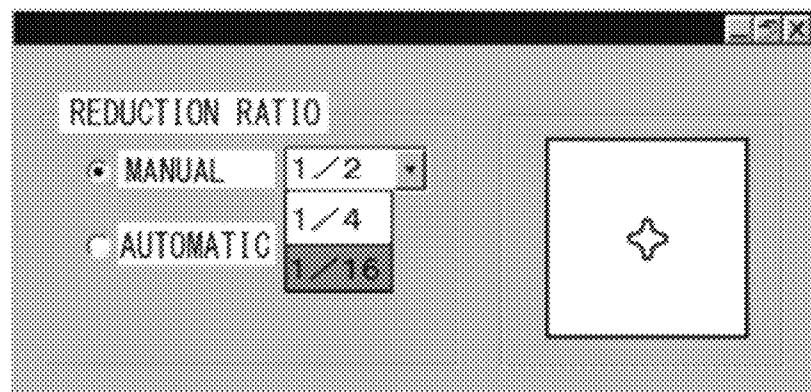 REDUCTION RATIO
MANUAL 1/2
1/4
AUTOMATIC
1/16